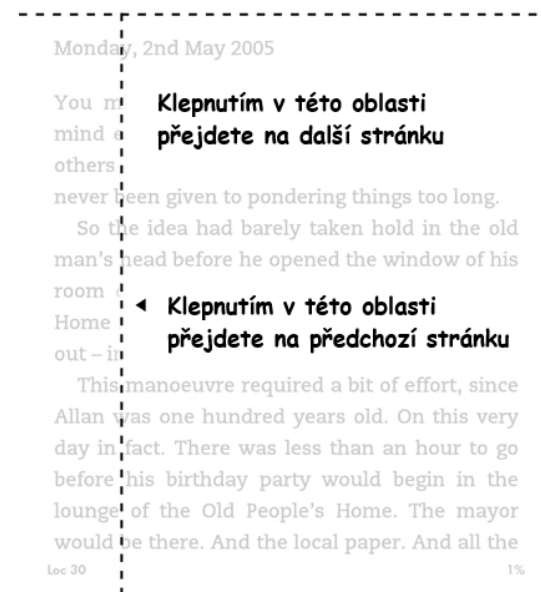 Monday, 2nd May 2005
You m
Klepnutím v této oblasti
mind
přejdete na další stránku
others
never been given to pondering things too long.
So the idea had barely taken hold in the old
man's head before he opened the window of his
room
Klepnutím v této oblasti
Home
přejdete na předchozí stránku
out – in
This manoeuvre required a bit of effort, since
Allan was one hundred years old. On this very
day in fact. There was less than an hour to go
before his birthday party would begin in the
lounge of the Old People's Home. The mayor
would be there. And the local paper. And all the
Loc 30 1%